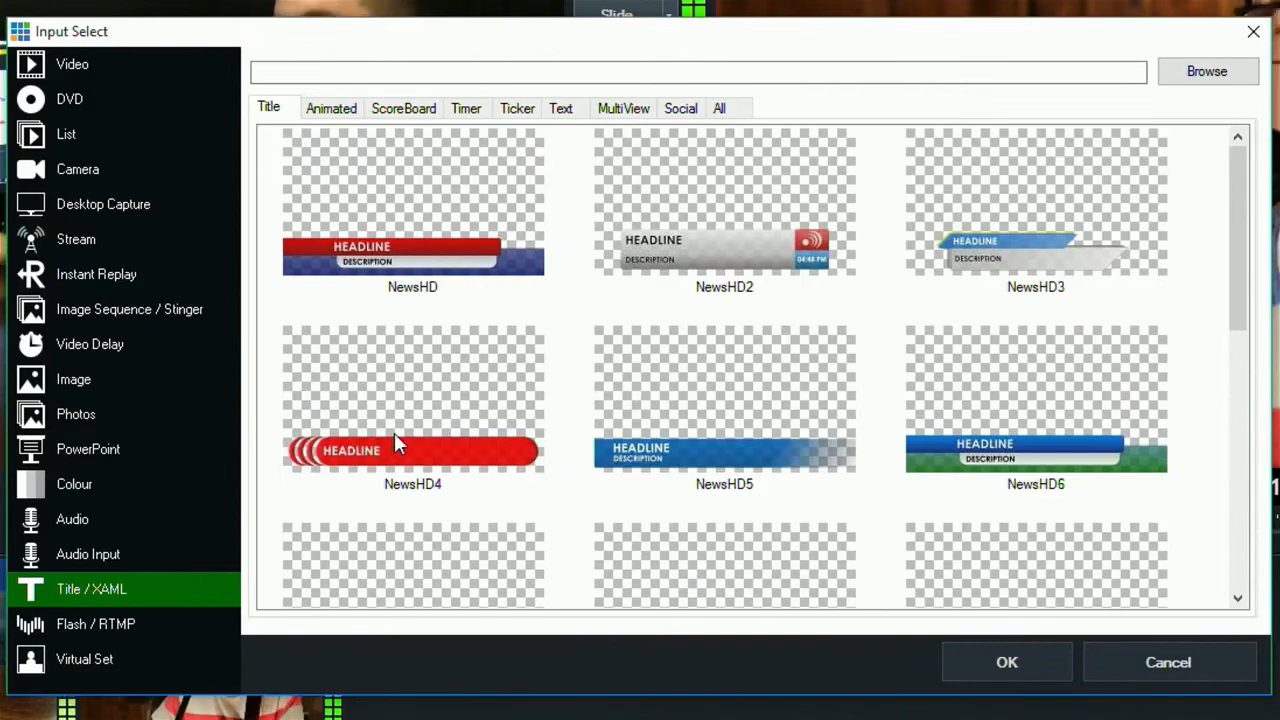 Slide
Input Select
Video
DVD
List
Camera
Desktop Capture
Stream
Instant Replay
Image Sequence / Stinger
Video Delay
Image
Photos
PowerPoint
Colour
Audio
Audio Input
Title / XAML
Flash / RTMP
Virtual Set
Browse
Title Animated ScoreBoard Timer Ticker Text MultiView Social All
HEADLINE
DESCRIPTION
NewsHD
HEADLINE
DESCRIPTION
04:43 PM
NewsHD2
HEADLINE
DESCRIPTION
NewsHD3
HEADLINE
NewsHD4
HEADLINE
DESCRIPTION
NewsHD5
HEADLINE
DESCRIPTION
NewsHD6
OK
Cancel